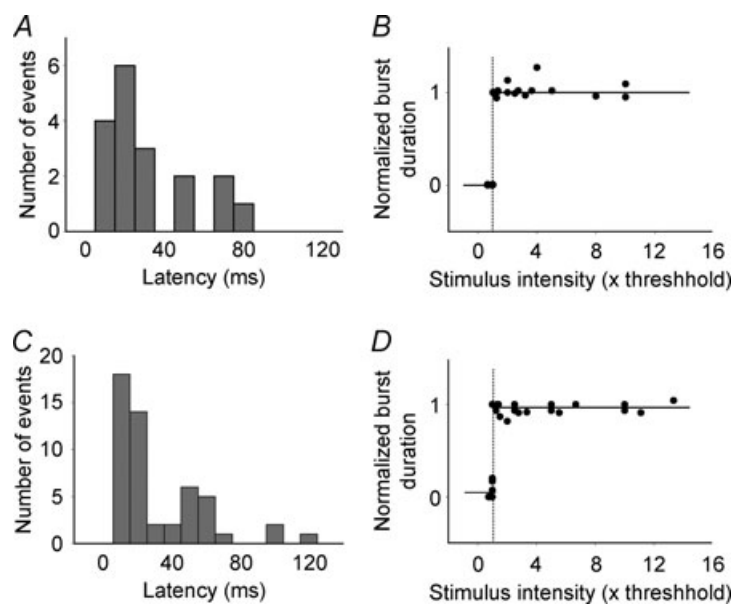 A
B
Number of events
6
4
2
0
0 40 80 120
Latency (ms)
Normalized burst
duration
1
0
0 4 8 12 16
Stimulus intensity (x threshhold)
C
D
Number of events
20
15
10
5
0
0 40 80 120
Latency (ms)
Normalized burst
duration
1
0
0 4 8 12 16
Stimulus intensity (x threshhold)